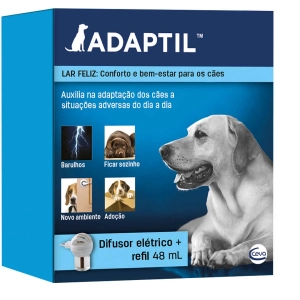 ADAPTIL™
LAR FELIZ: Conforto e bem-estar para os cães
Auxilia na adaptação dos cães a
situações adversas do dia a dia
Barulhos
Ficar sozinho
Novo ambiente
Adoção
Difusor elétrico +
refil 48 mL
Ceva